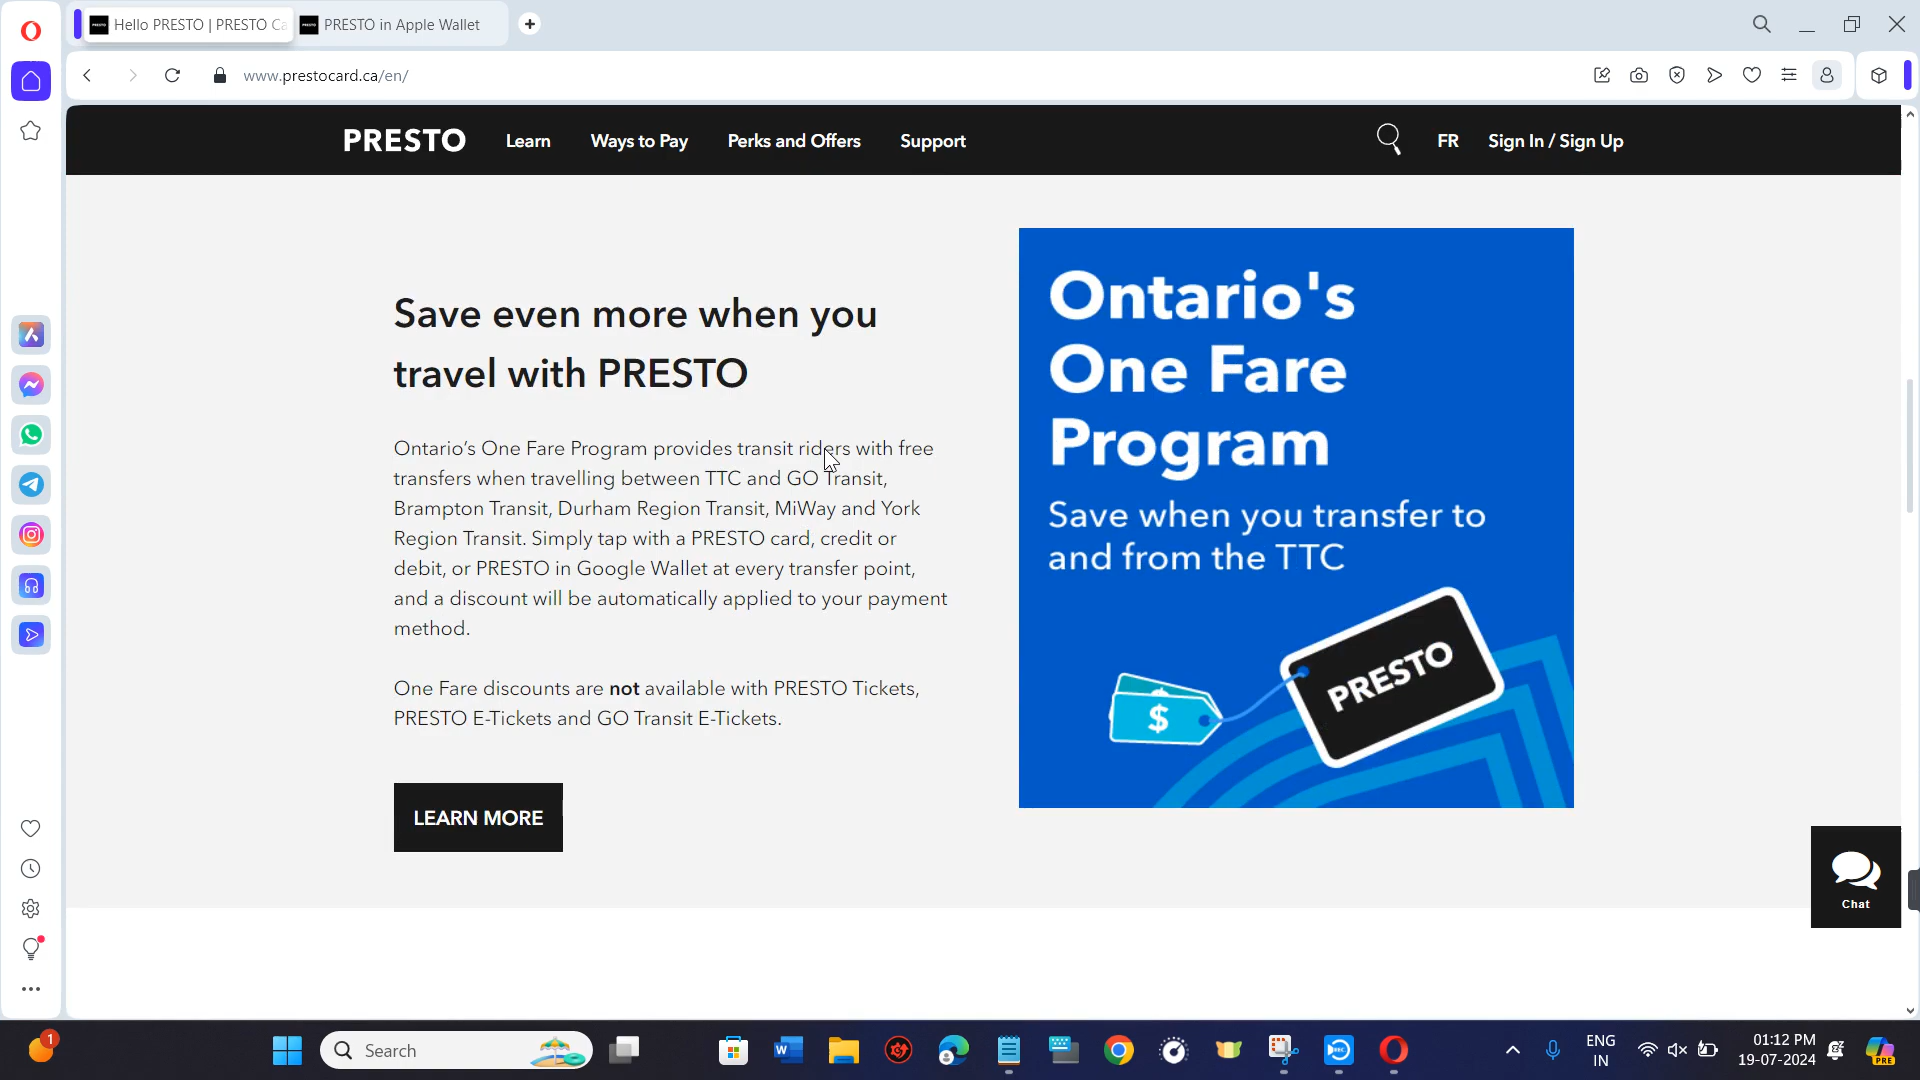 Hello PRESTO | PRESTO Ca
PRESTO in Apple Wallet
www.prestocard.ca/en/
PRESTO
Learn
Ways to Pay
Perks and Offers
Support
FR
Sign In / Sign Up
Save even more when you
travel with PRESTO
Ontario's One Fare Program provides transit riders with free
transfers when travelling between TTC and GO Transit,
Brampton Transit, Durham Region Transit, MiWay and York
Region Transit. Simply tap with a PRESTO card, credit or
debit, or PRESTO in Google Wallet at every transfer point,
and a discount will be automatically applied to your payment
method.
One Fare discounts are not available with PRESTO Tickets,
PRESTO E-Tickets and GO Transit E-Tickets.
LEARN MORE
Ontario's
One Fare
Program
Save when you transfer to
and from the TTC
$
PRESTO
Chat
1
Search
ENG
IN
01:12 PM
19-07-2024
PRE